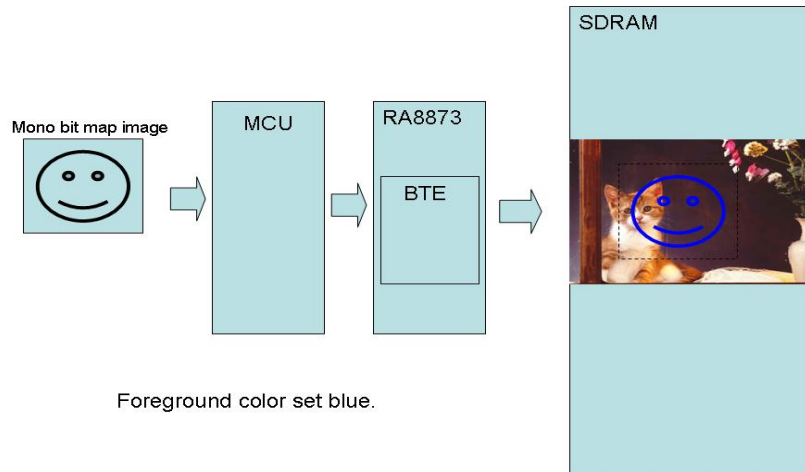 SDRAM
Mono bit map image
MCU
RA8873
BTE
Foreground color set blue.